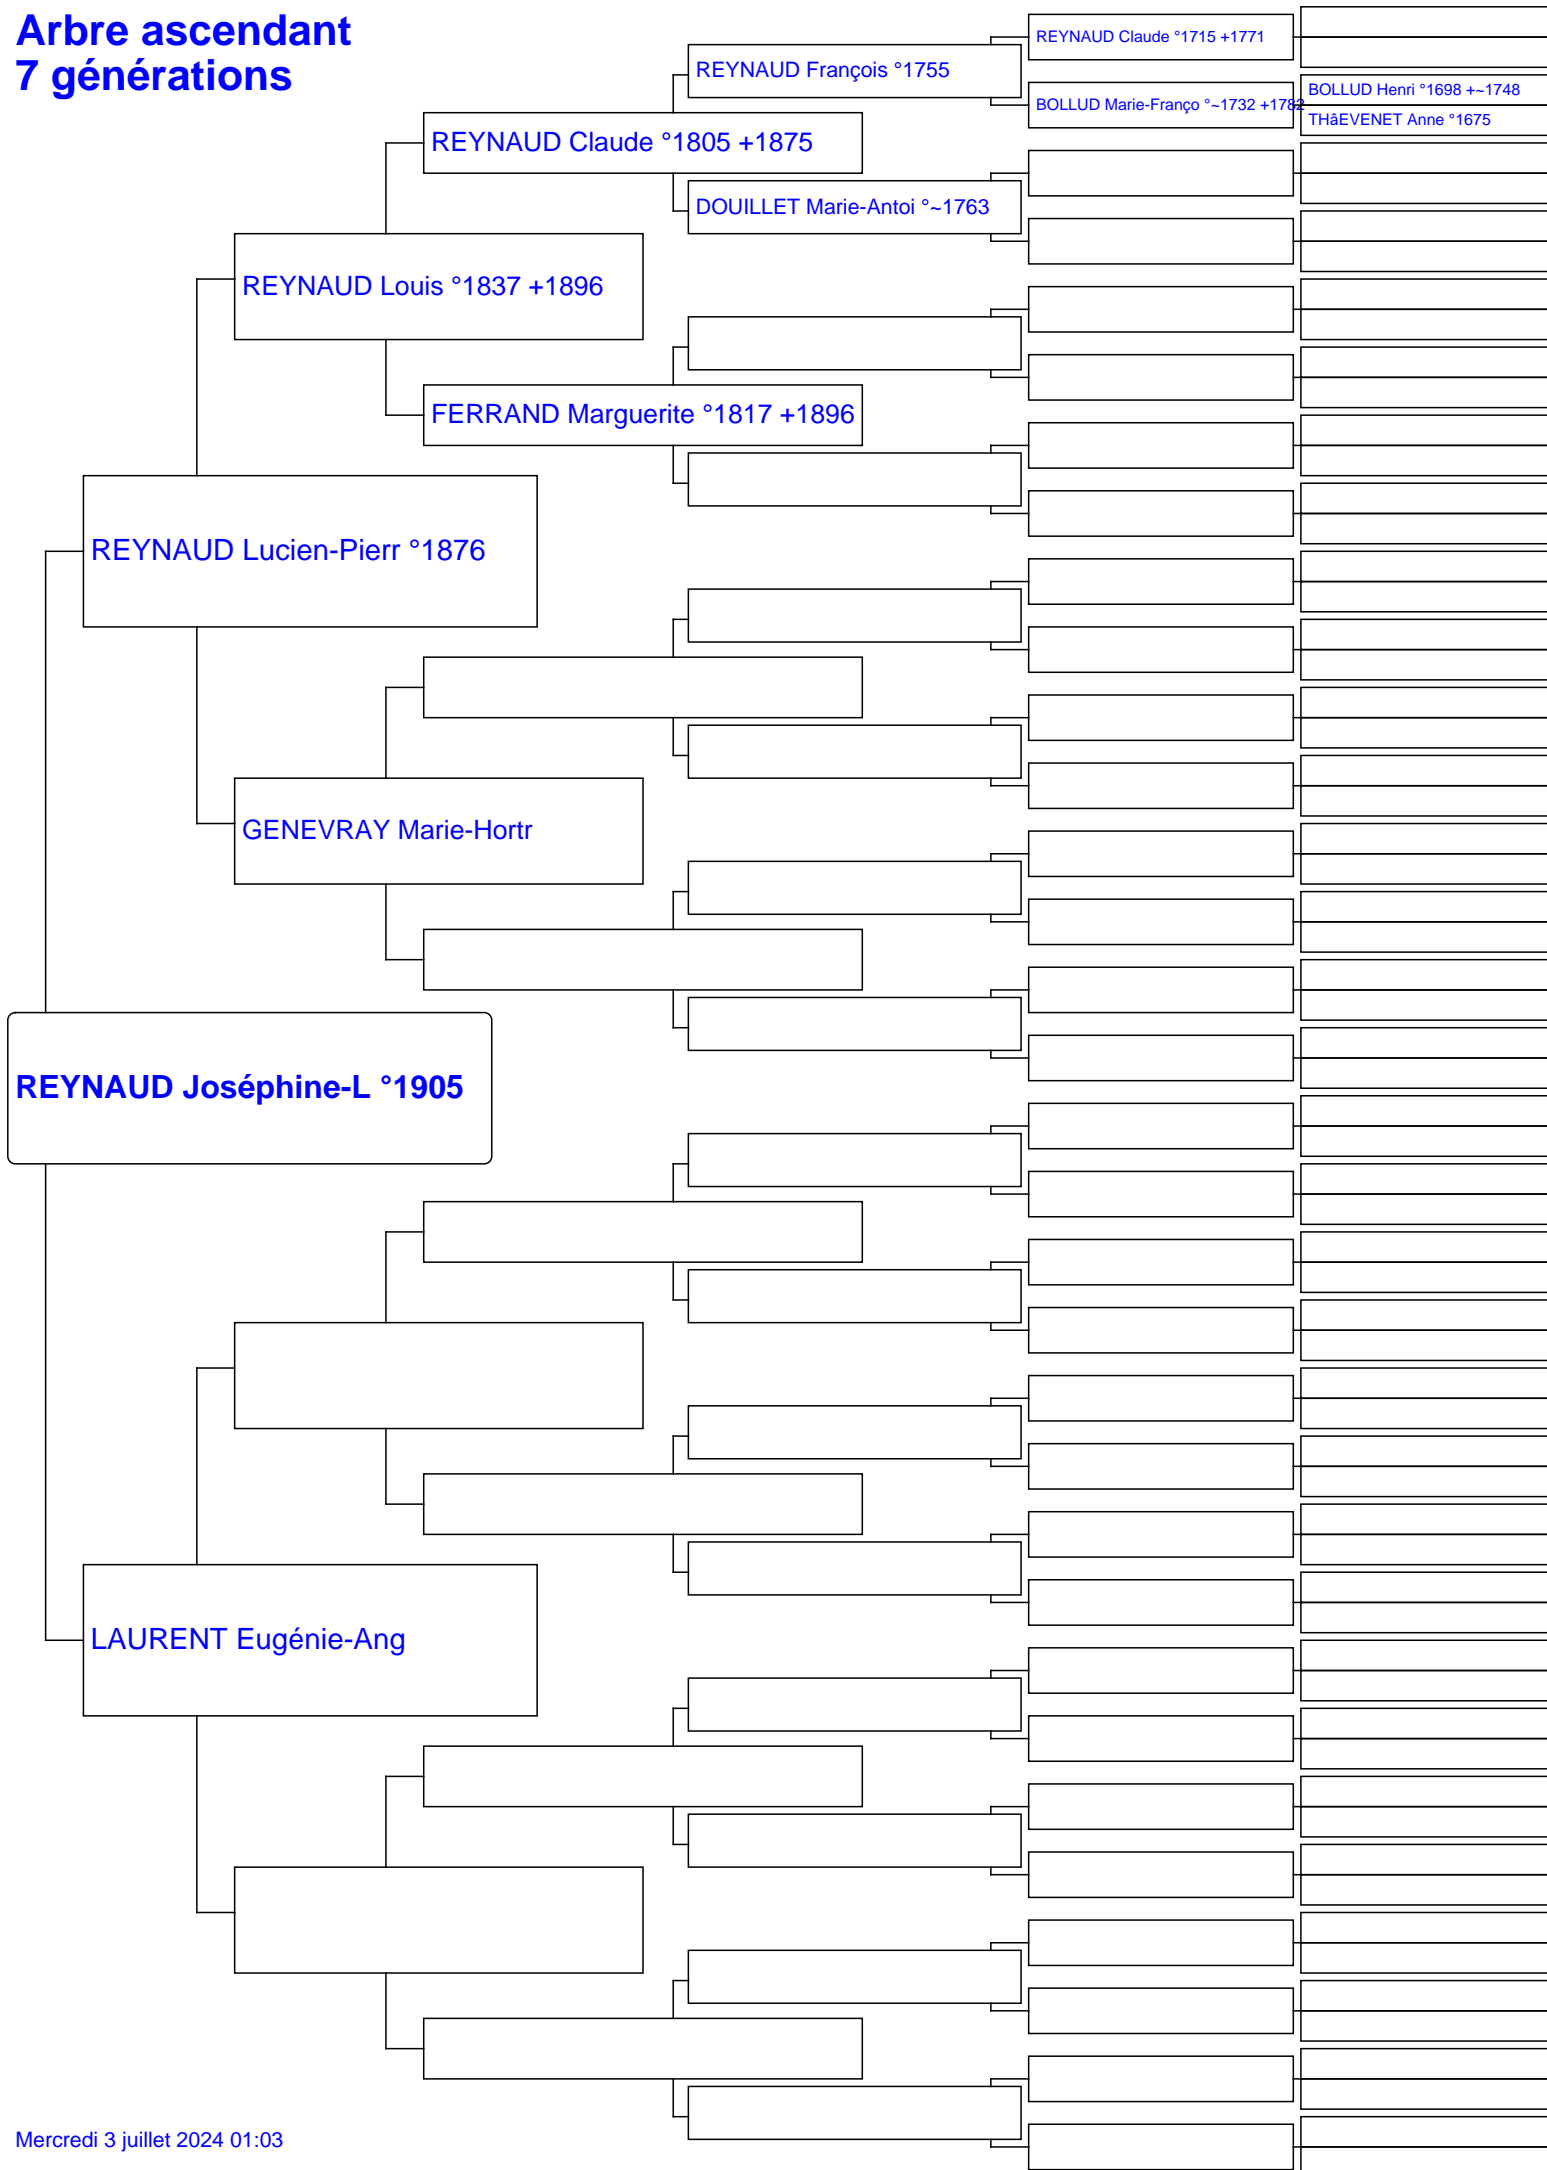 Arbre ascendant
7 générations
REYNAUD Claude °1715 +1771
REYNAUD François °1755
BOLLUD Henri °1698 +~1748
BOLLUD Marie-Franço °~1732 +1782
THâEVENET Anne °1675
REYNAUD Claude °1805 +1875
DOUILLET Marie-Antoi °~1763
REYNAUD Louis °1837 +1896
FERRAND Marguerite °1817 +1896
REYNAUD Lucien-Pierr °1876
GENEVRAY Marie-Hortr
REYNAUD Joséphine-L °1905
LAURENT Eugénie-Ang
Mercredi 3 juillet 2024 01:03